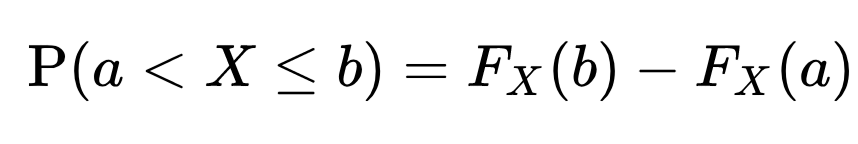 P(a < X ≤ b) = F_X(b) − F_X(a)